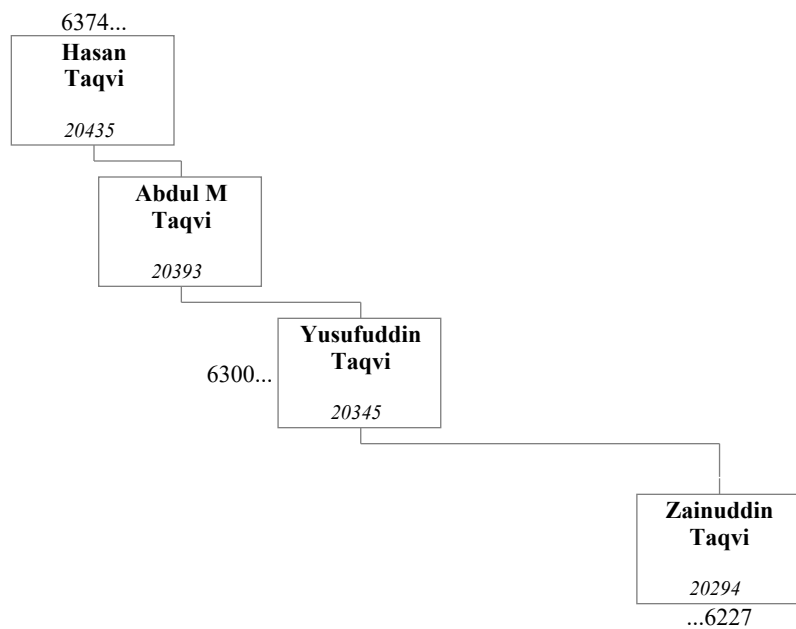 6374...
Hasan
Taqvi
20435
Abdul M
Taqvi
20393
Yusufuddin
Taqvi
6300...
20345
Zainuddin
Taqvi
20294
...6227